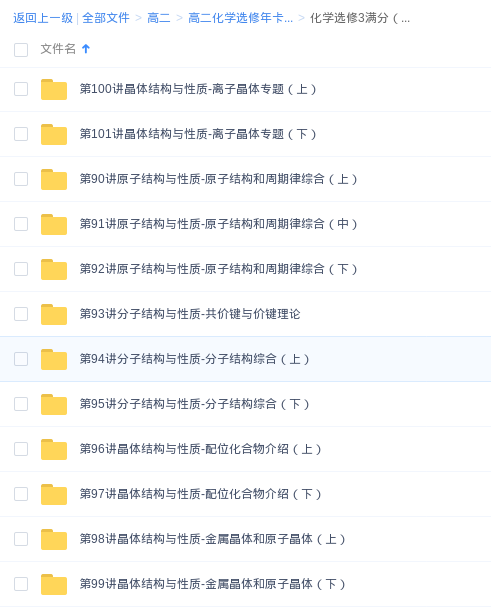 返回上一级 | 全部文件 > 高二 > 高二化学选修年卡... > 化学选修3满分（...
文件名
第100讲晶体结构与性质-离子晶体专题（上）
第101讲晶体结构与性质-离子晶体专题（下）
第90讲原子结构与性质-原子结构和周期律综合（上）
第91讲原子结构与性质-原子结构和周期律综合（中）
第92讲原子结构与性质-原子结构和周期律综合（下）
第93讲分子结构与性质-共价键与价键理论
第94讲分子结构与性质-分子结构综合（上）
第95讲分子结构与性质-分子结构综合（下）
第96讲晶体结构与性质-配位化合物介绍（上）
第97讲晶体结构与性质-配位化合物介绍（下）
第98讲晶体结构与性质-金属晶体和原子晶体（上）
第99讲晶体结构与性质-金属晶体和原子晶体（下）